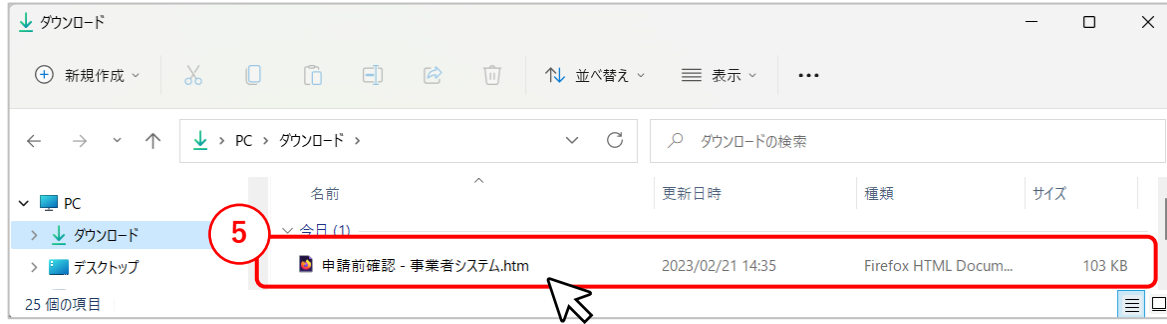 ダウンロード
新規作成
並べ替え
表示
PC > ダウンロード >
ダウンロードの検索
名前 更新日時 種類 サイズ
PC
ダウンロード
デスクトップ
5
今日 (1)
申請前確認 - 事業者システム.htm 2023/02/21 14:35 Firefox HTML Docum... 103 KB
25 個の項目